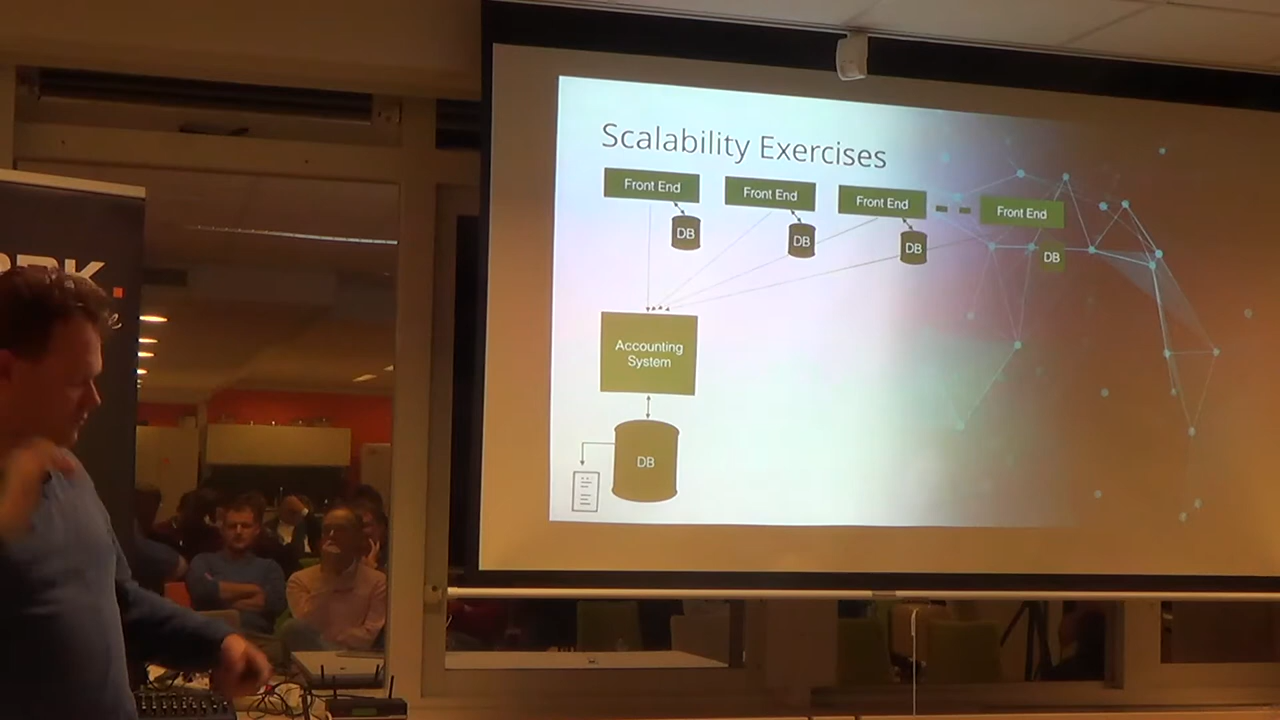 Scalability Exercises
Front End
Front End
Front End
Front End
DB
DB
DB
DB
Accounting
System
DB